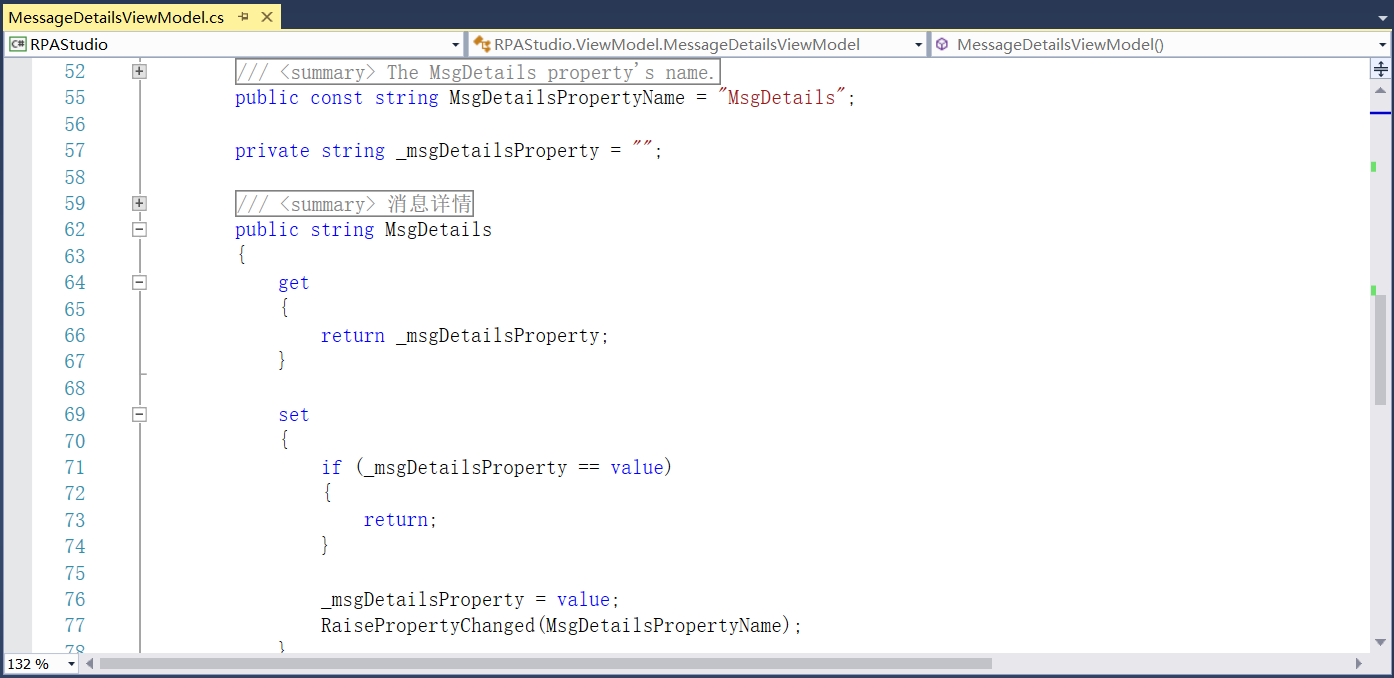 MessageDetailsViewModel.cs
C# RPAStudio RPAStudio.ViewModel.MessageDetailsViewModel MessageDetailsViewModel()
52 /// <summary> The MsgDetails property's name.
55 public const string MsgDetailsPropertyName = "MsgDetails";
56
57 private string _msgDetailsProperty = "";
58
59 /// <summary> 消息详情
62 public string MsgDetails
63 {
64 get
65 {
66 return _msgDetailsProperty;
67 }
68
69 set
70 {
71 if (_msgDetailsProperty == value)
72 {
73 return;
74 }
75
76 _msgDetailsProperty = value;
77 RaisePropertyChanged(MsgDetailsPropertyName);
78 }
132 %